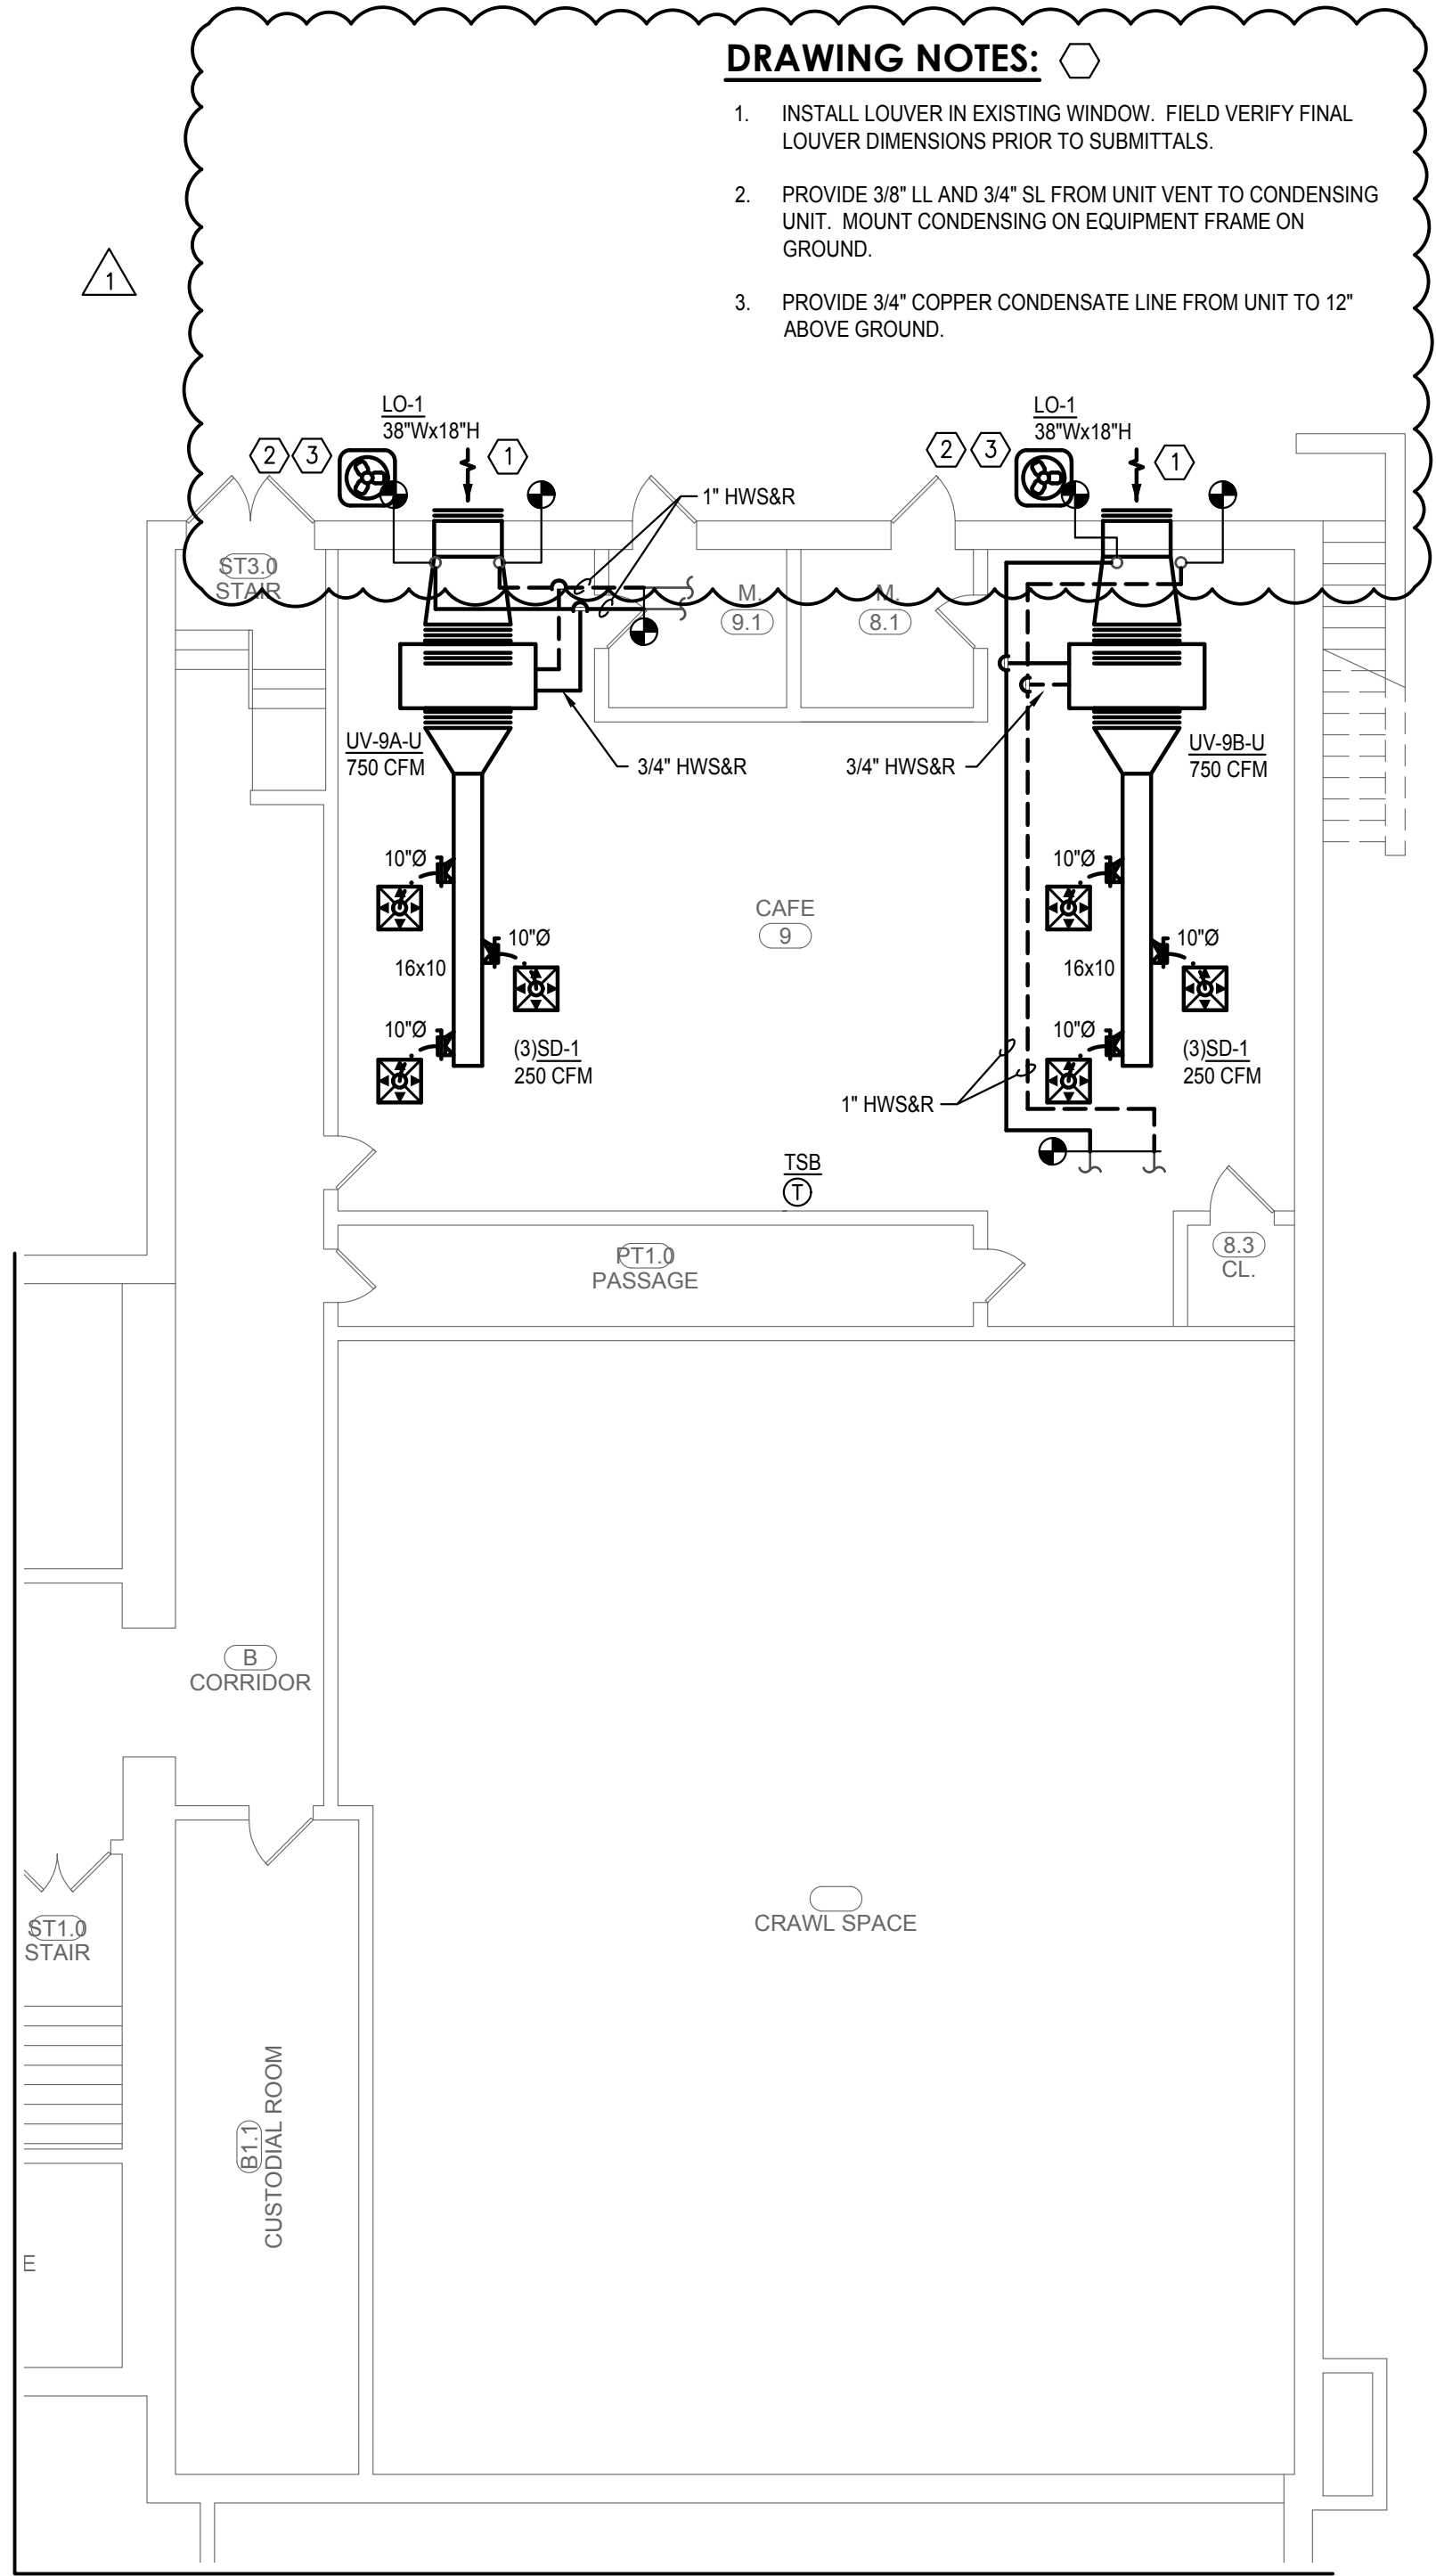 DRAWING NOTES:
1. INSTALL LOUVER IN EXISTING WINDOW. FIELD VERIFY FINAL
LOUVER DIMENSIONS PRIOR TO SUBMITTALS.
2. PROVIDE 3/8" LL AND 3/4" SL FROM UNIT VENT TO CONDENSING
UNIT. MOUNT CONDENSING ON EQUIPMENT FRAME ON
GROUND.
3. PROVIDE 3/4" COPPER CONDENSATE LINE FROM UNIT TO 12"
ABOVE GROUND.
1
LO-1
38"Wx18"H
2
3
1
LO-1
38"Wx18"H
2
3
1
1" HWS&R
ST3.0
STAIR
M.
9.1
M.
8.1
UV-9A-U
750 CFM
3/4" HWS&R
3/4" HWS&R
UV-9B-U
750 CFM
10"Ø
10"Ø
16x10
10"Ø
(3)SD-1
250 CFM
CAFE
9
10"Ø
10"Ø
16x10
10"Ø
(3)SD-1
250 CFM
1" HWS&R
TSB
T
PT1.0
PASSAGE
8.3
CL.
B
CORRIDOR
CRAWL SPACE
ST1.0
STAIR
B1.1
CUSTODIAL ROOM
E